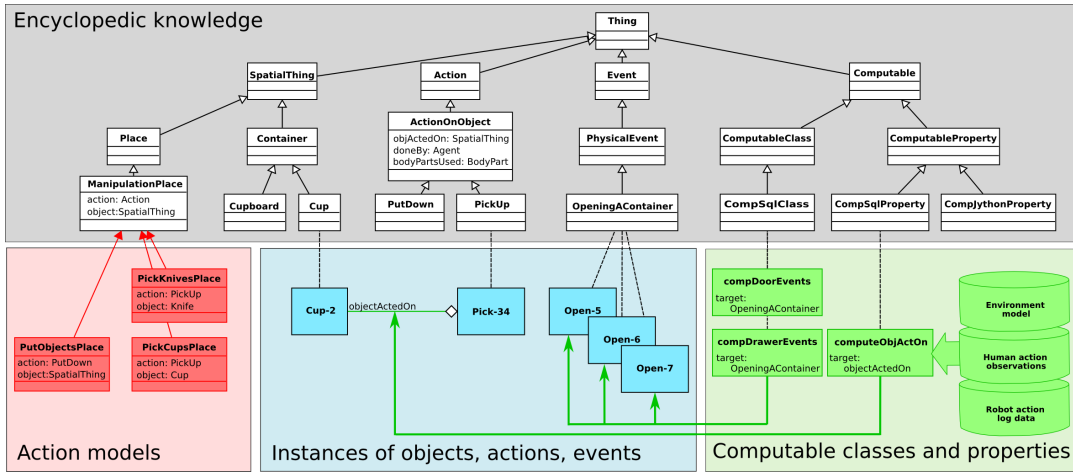 Encyclopedic knowledge
Thing
SpatialThing
Action
Event
Computable
Place
Container
ActionOnObject
objActedOn: SpatialThing
doneBy: Agent
bodyPartsUsed: BodyPart
PhysicalEvent
ComputableClass
ComputableProperty
ManipulationPlace
action: Action
object:SpatialThing
Cupboard
Cup
PutDown
PickUp
OpeningAContainer
CompSqlClass
CompSqlProperty
CompJythonProperty
PickKnivesPlace
action: PickUp
object: Knife
PutObjectsPlace
action: PutDown
object:SpatialThing
PickCupsPlace
action: PickUp
object: Cup
Action models
Cup-2
objectActedOn
Pick-34
Open-5
Open-6
Open-7
Instances of objects, actions, events
compDoorEvents
target:
OpeningAContainer
compDrawerEvents
target:
OpeningAContainer
computeObjActOn
target:
objectActedOn
Environment
model
Human action
observations
Robot action
log data
Computable classes and properties